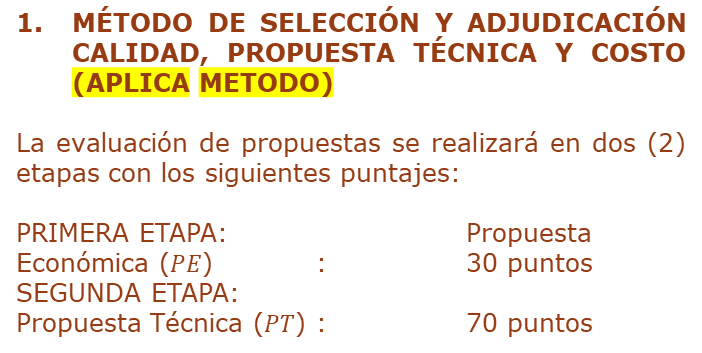 1. MÉTODO DE SELECCIÓN Y ADJUDICACIÓN
CALIDAD, PROPUESTA TÉCNICA Y COSTO
(APLICA METODO)
La evaluación de propuestas se realizará en dos (2)
etapas con los siguientes puntajes:
PRIMERA ETAPA: Propuesta
Económica (PE) : 30 puntos
SEGUNDA ETAPA:
Propuesta Técnica (PT) : 70 puntos